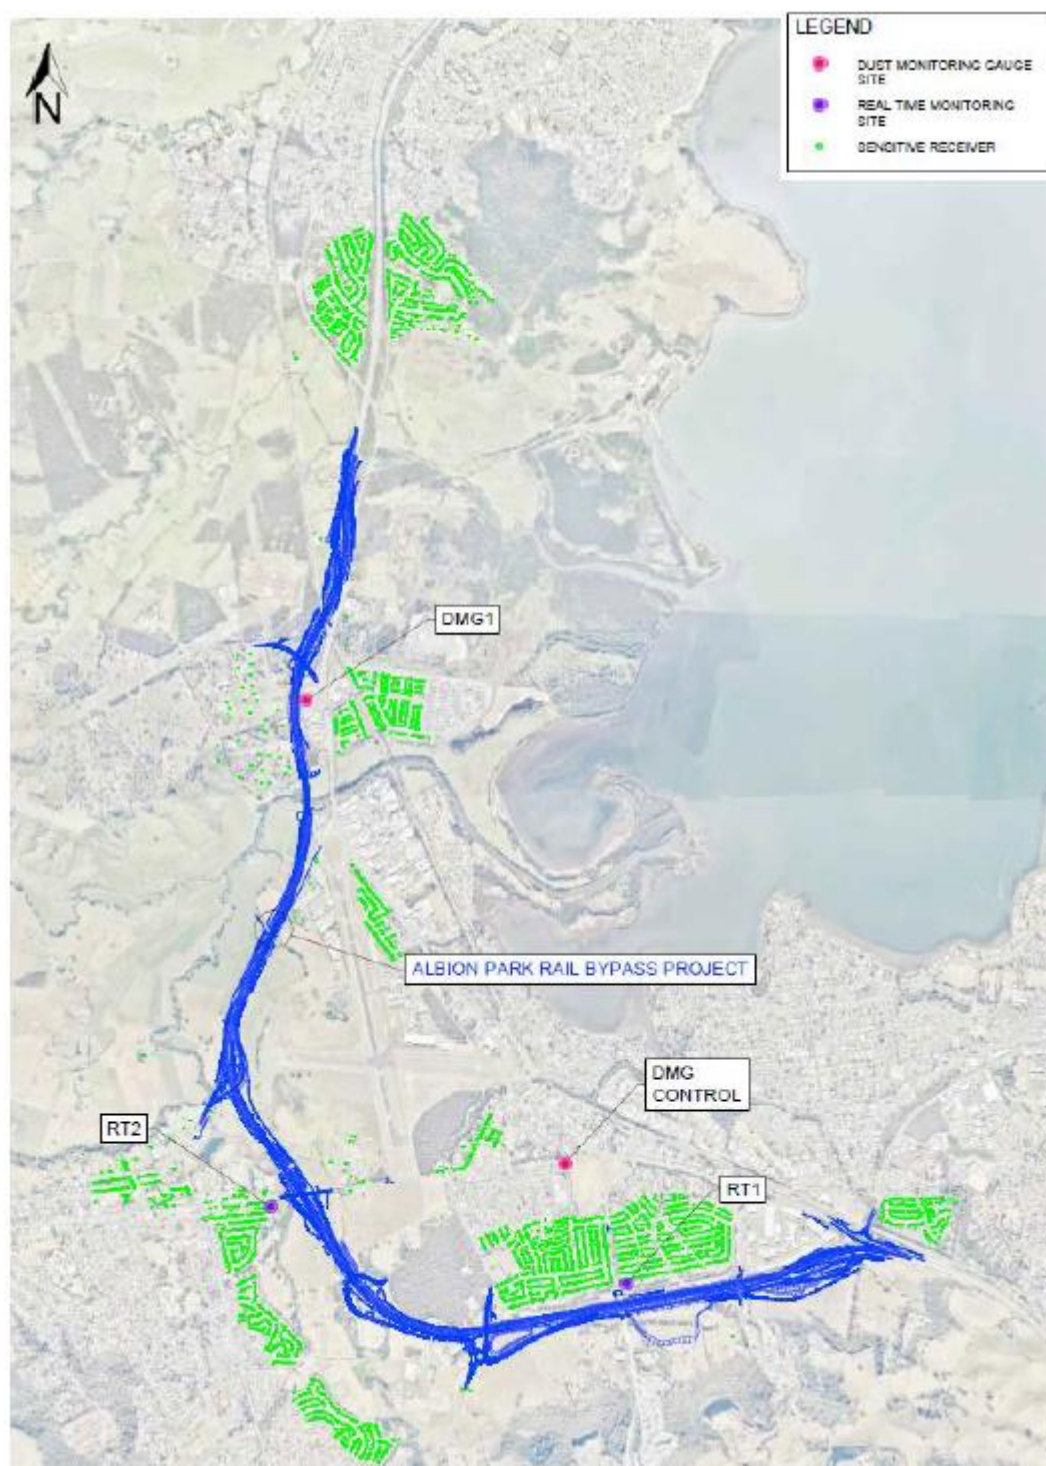 LEGEND
DUST MONITORING GAUGE
SITE
REAL TIME MONITORING
SITE
SENSITIVE RECEIVER
N
DMG1
ALBION PARK RAIL BYPASS PROJECT
DMG
CONTROL
RT2
RT1